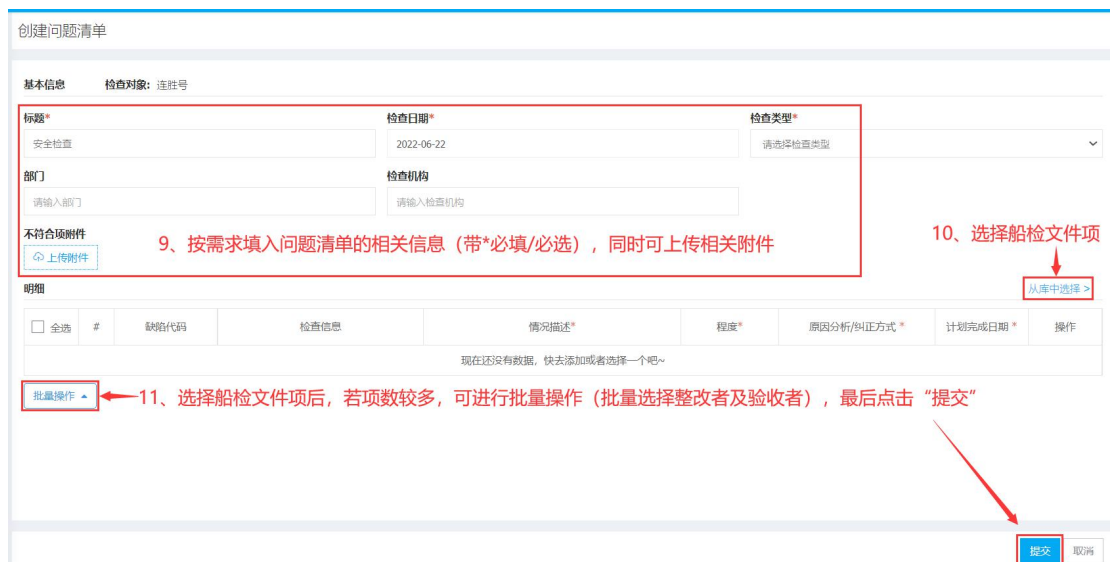 创建问题清单
基本信息 检查对象: 连胜号
标题* 检查日期* 检查类型*
安全检查 2022-06-22 请选择检查类型
部门 检查机构
请输入部门 请输入检查机构
不符合项附件
上传附件
9、按需求填入问题清单的相关信息（带*必填/必选），同时可上传相关附件
10、选择船检文件项
明细 从库中选择 >
全选 # 缺陷代码 检查信息 情况描述* 程度* 原因分析/纠正方式 * 计划完成日期 * 操作
现在还没有数据，快去添加或者选择一个吧~
批量操作
11、选择船检文件项后，若项数较多，可进行批量操作（批量选择整改者及验收者），最后点击“提交”
提交 取消